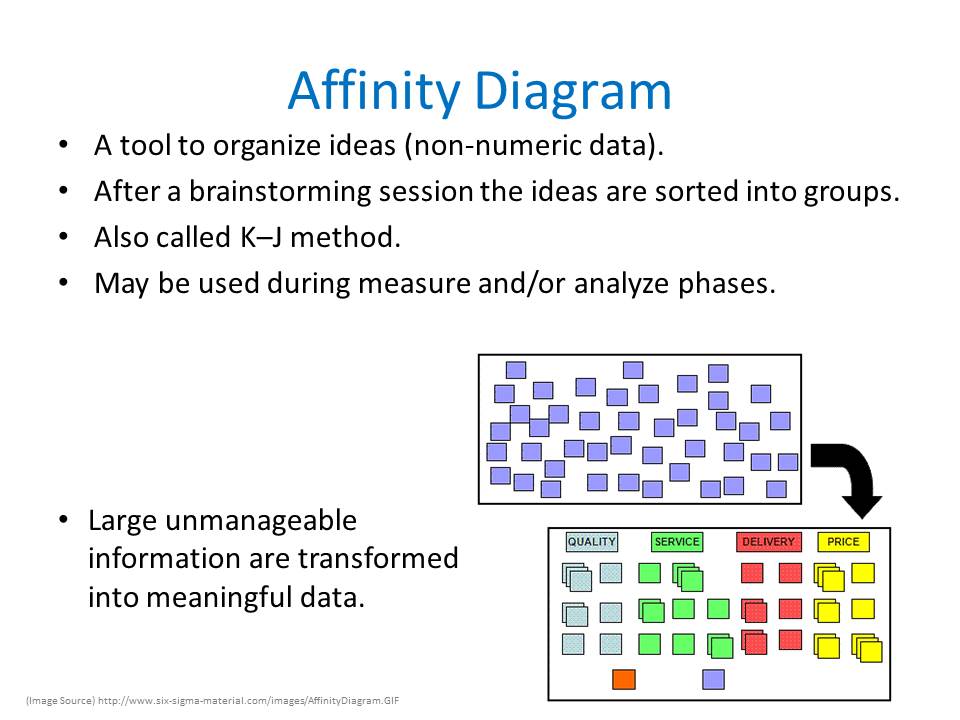 Affinity Diagram
• A tool to organize ideas (non-numeric data).
• After a brainstorming session the ideas are sorted into groups.
• Also called K–J method.
• May be used during measure and/or analyze phases.
• Large unmanageable
information are transformed
into meaningful data.
QUALITY SERVICE DELIVERY PRICE
(Image Source) http://www.six-sigma-material.com/images/AffinityDiagram.GIF